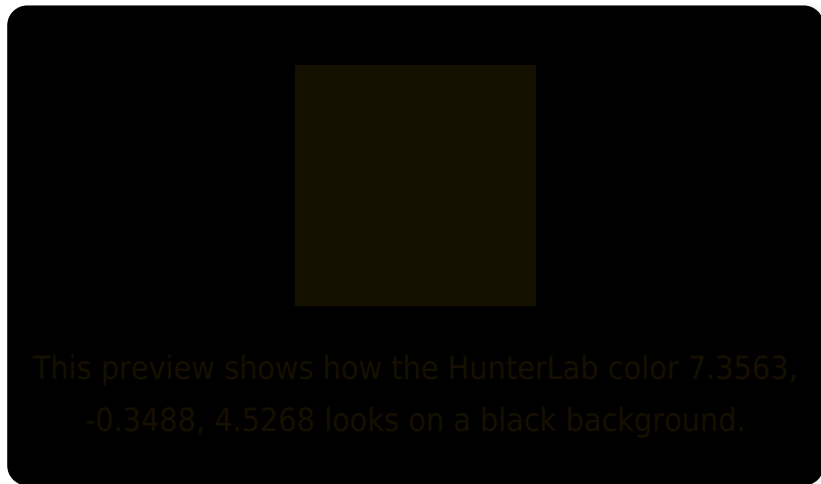 This preview shows how the HunterLab color 7.3563,
-0.3488, 4.5268 looks on a black background.